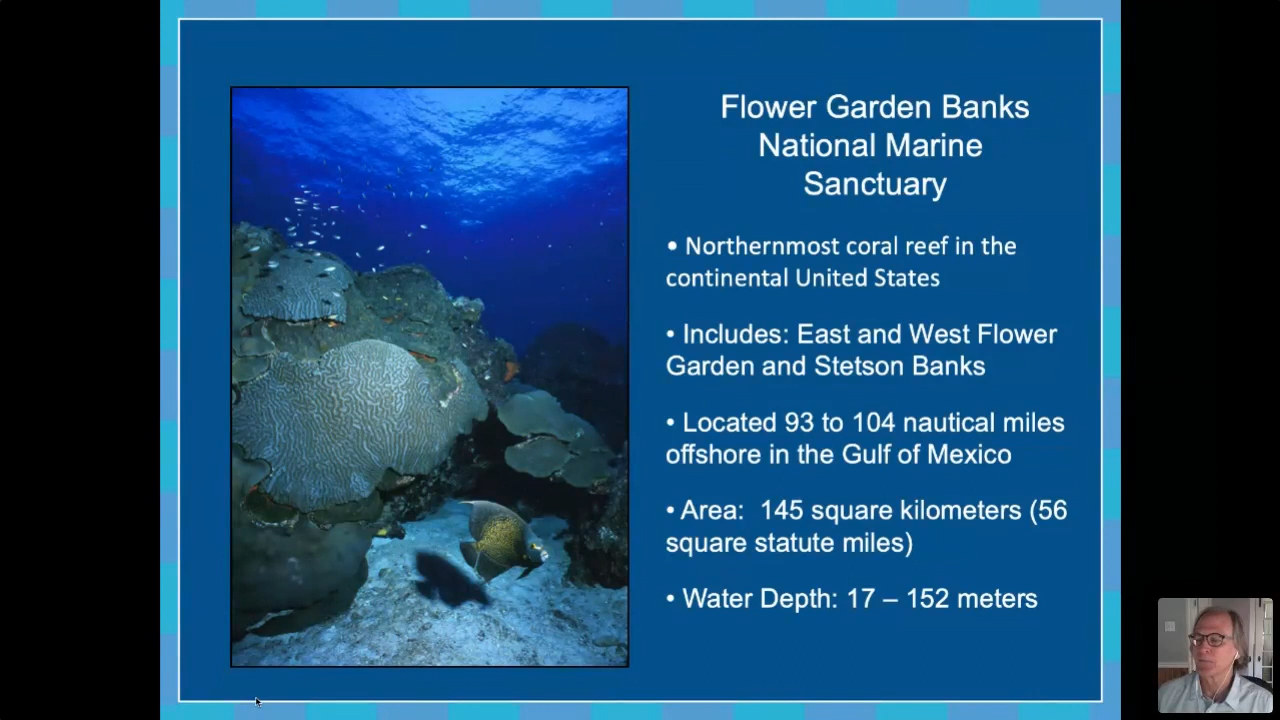 Flower Garden Banks
National Marine
Sanctuary
• Northernmost coral reef in the
continental United States
• Includes: East and West Flower
Garden and Stetson Banks
• Located 93 to 104 nautical miles
offshore in the Gulf of Mexico
• Area:  145 square kilometers (56
square statute miles)
• Water Depth: 17 – 152 meters